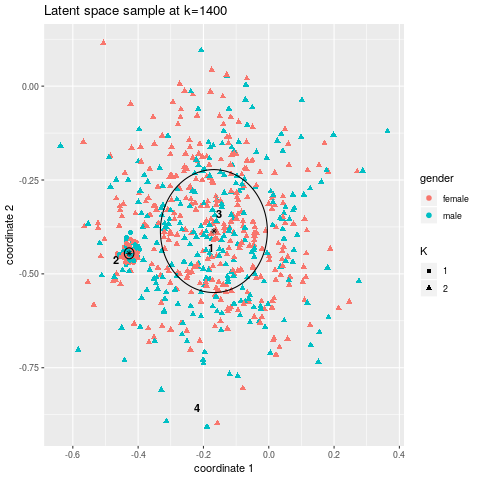 Latent space sample at k=1400
0.00
-0.25
-0.50
-0.75
coordinate 2
3
1
2
4
-0.6 -0.4 -0.2 0.0 0.2 0.4
coordinate 1
gender
female
male
K
1
2